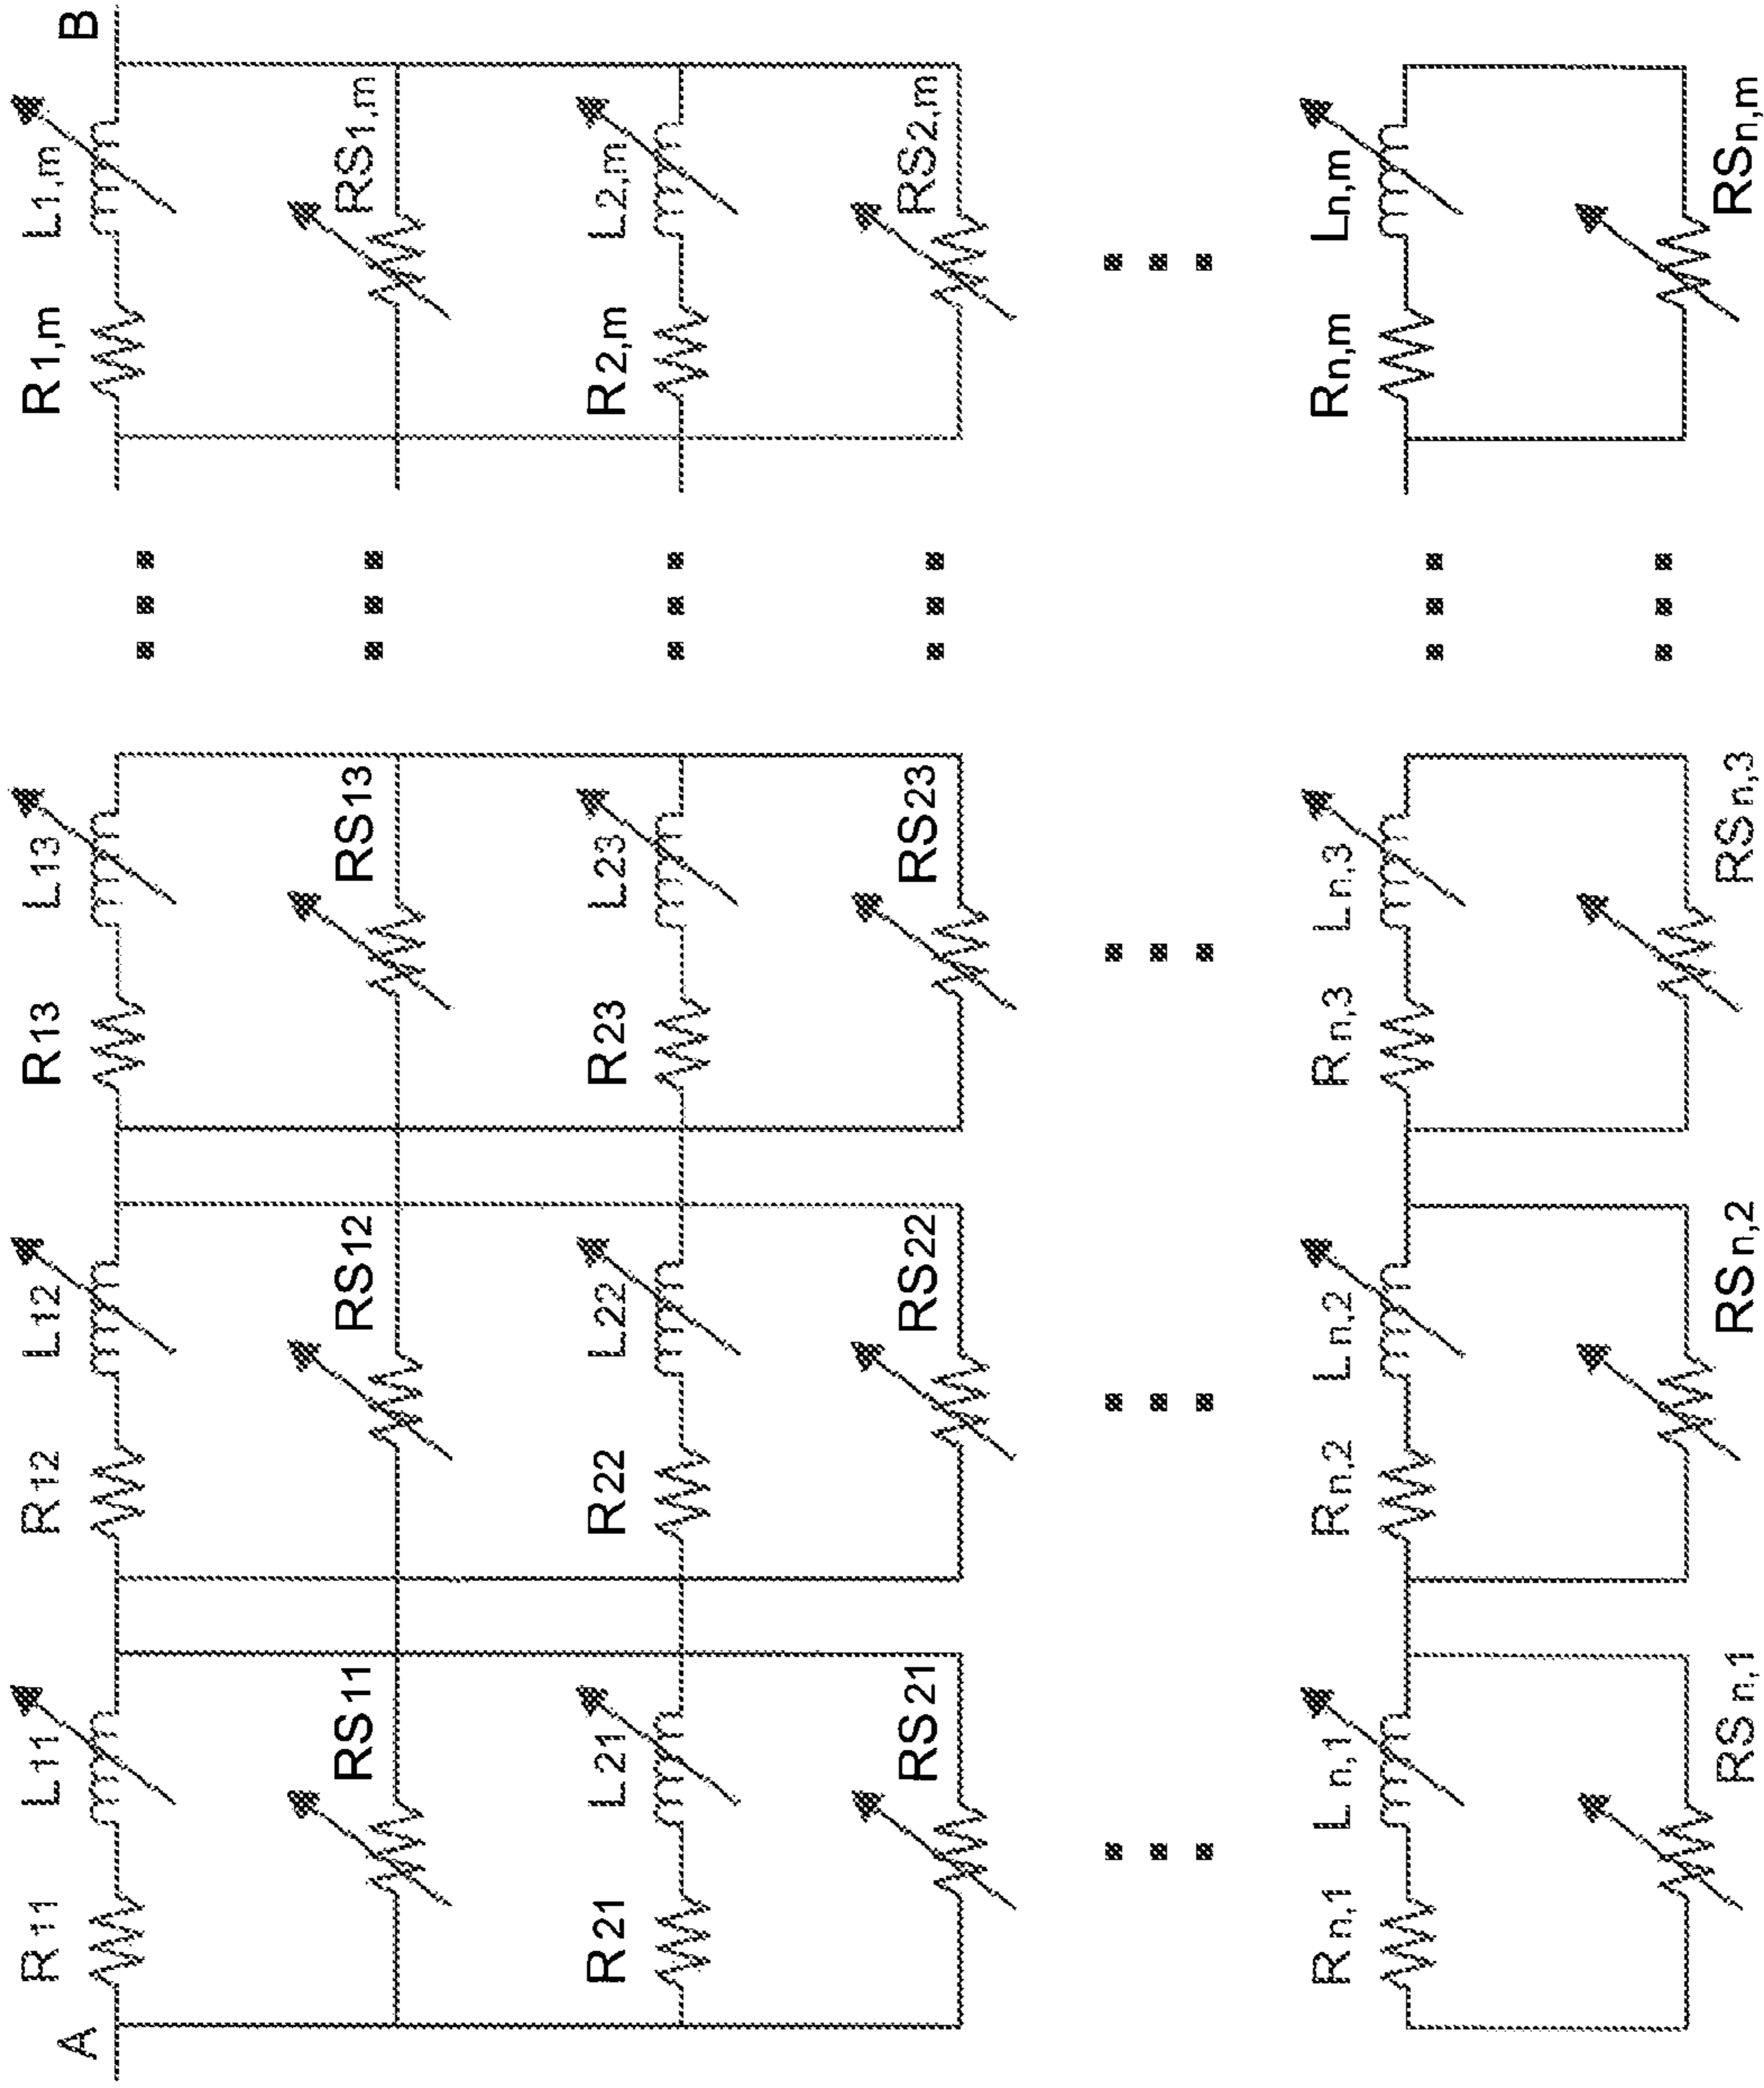 A
B
R11 L11 R12 L12 R13 L13 R1,m L1,m
RS11 RS12 RS13 RS1,m
R21 L21 R22 L22 R23 L23 R2,m L2,m
RS21 RS22 RS23 RS2,m
Rn,1 Ln,1 Rn,2 Ln,2 Rn,3 Ln,3 Rn,m Ln,m
RSn,1 RSn,2 RSn,3 RSn,m